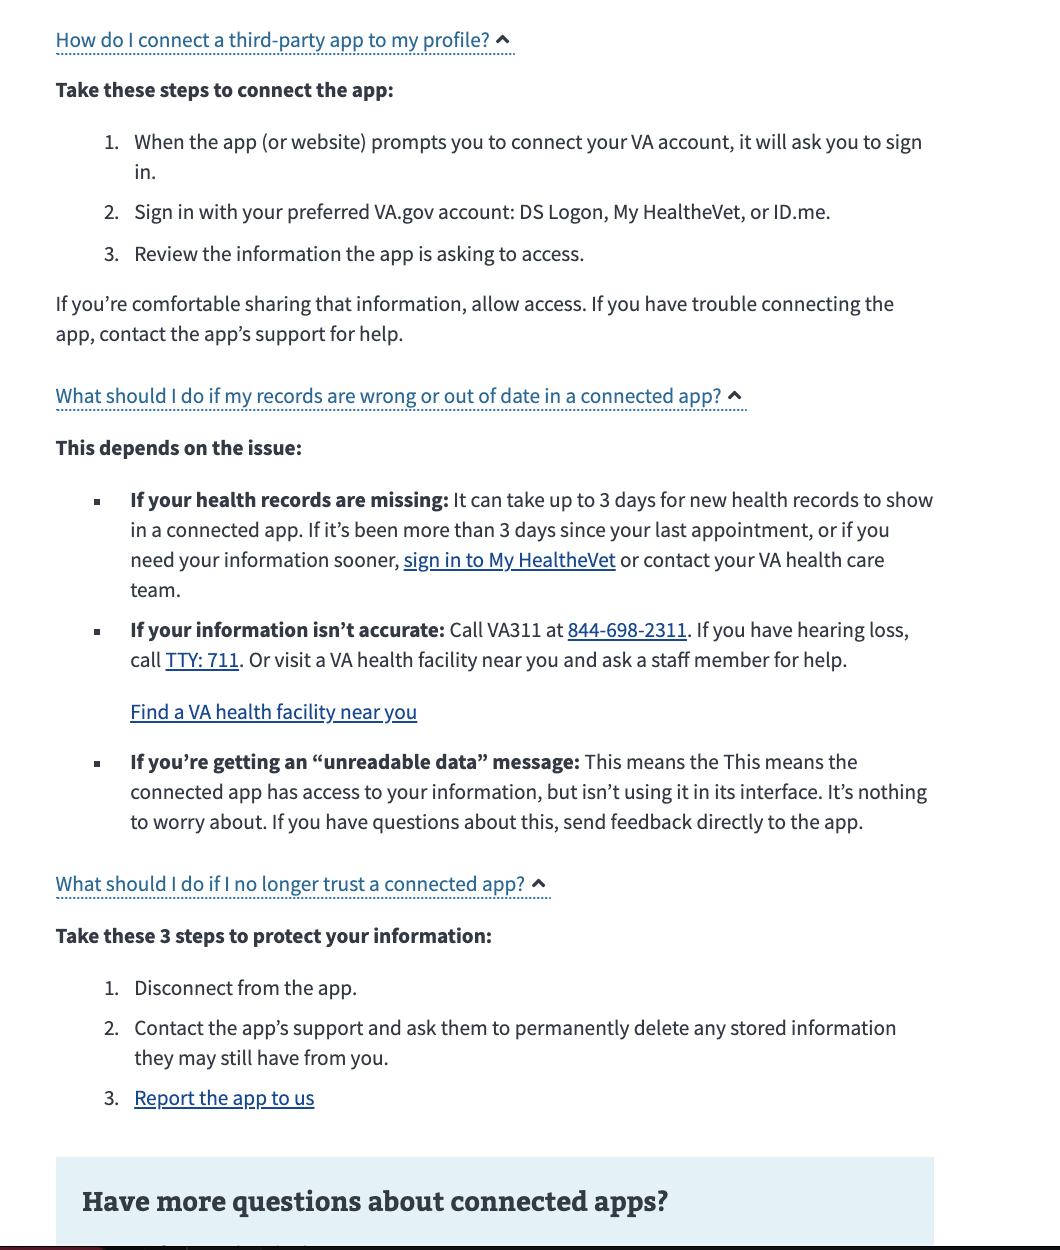 How do I connect a third-party app to my profile?
Take these steps to connect the app:
1. When the app (or website) prompts you to connect your VA account, it will ask you to sign
in.
2. Sign in with your preferred VA.gov account: DS Logon, My HealtheVet, or ID.me.
3. Review the information the app is asking to access.
If you’re comfortable sharing that information, allow access. If you have trouble connecting the
app, contact the app’s support for help.
What should I do if my records are wrong or out of date in a connected app?
This depends on the issue:
▪ If your health records are missing: It can take up to 3 days for new health records to show
in a connected app. If it’s been more than 3 days since your last appointment, or if you
need your information sooner, sign in to My HealtheVet or contact your VA health care
team.
▪ If your information isn’t accurate: Call VA311 at 844-698-2311. If you have hearing loss,
call TTY: 711. Or visit a VA health facility near you and ask a staff member for help.
Find a VA health facility near you
▪ If you’re getting an “unreadable data” message: This means the This means the
connected app has access to your information, but isn’t using it in its interface. It’s nothing
to worry about. If you have questions about this, send feedback directly to the app.
What should I do if I no longer trust a connected app?
Take these 3 steps to protect your information:
1. Disconnect from the app.
2. Contact the app’s support and ask them to permanently delete any stored information
they may still have from you.
3. Report the app to us
Have more questions about connected apps?